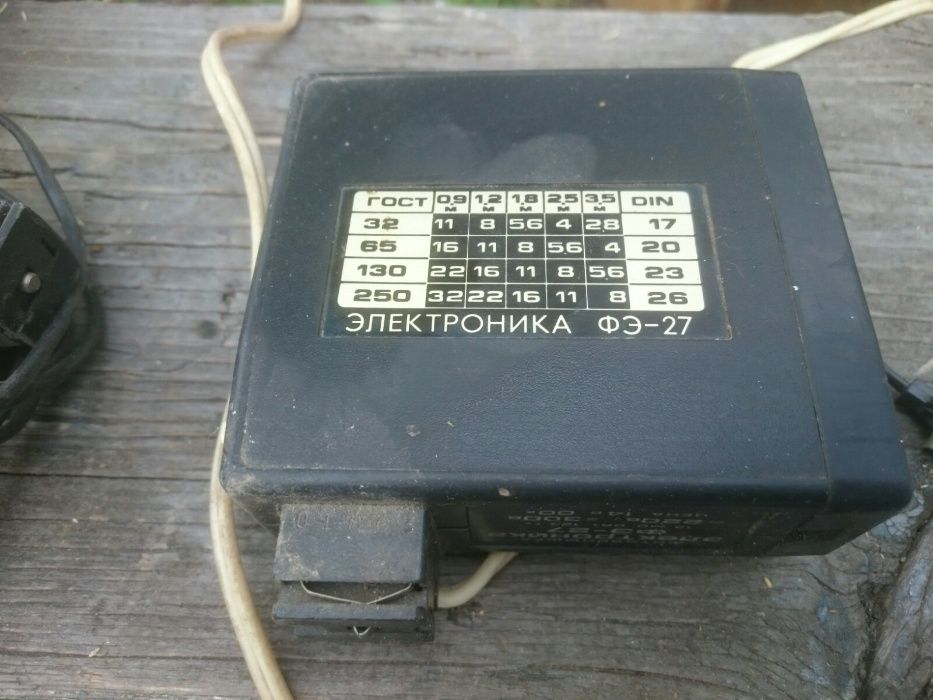 ГОСТ 0,9 м 1,2 м 1,8 м 2,5 м 3,5 м DIN
32 11 8 5,6 4 2,8 17
65 16 11 8 5,6 4 20
130 22 16 11 8 5,6 23
250 32 22 16 11 8 26
ЭЛЕКТРОНИКА ФЭ-27
ЭЛЕКТРОНИКА